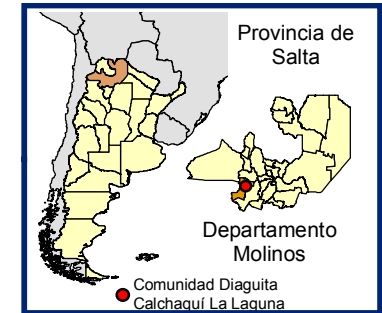 Provincia de
Salta
Departamento
Molinos
Comunidad Diaguita
Calchaquí La Laguna